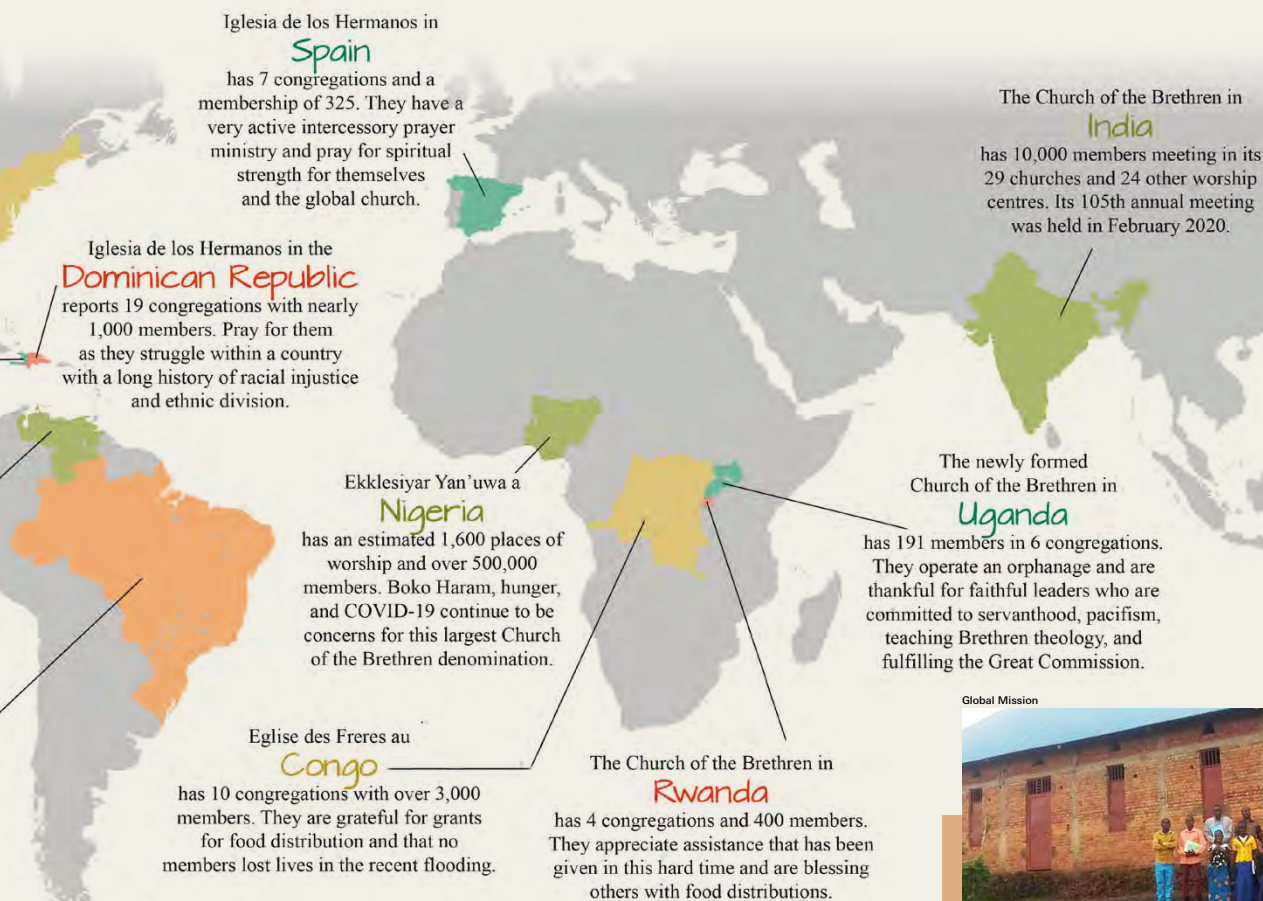 Iglesia de los Hermanos in
Spain
has 7 congregations and a
membership of 325. They have a
very active intercessory prayer
ministry and pray for spiritual
strength for themselves
and the global church.
The Church of the Brethren in
India
has 10,000 members meeting in its
29 churches and 24 other worship
centres. Its 105th annual meeting
was held in February 2020.
Iglesia de los Hermanos in the
Dominican Republic
reports 19 congregations with nearly
1,000 members. Pray for them
as they struggle within a country
with a long history of racial injustice
and ethnic division.
Ekklesiyar Yan’uwa a
Nigeria
has an estimated 1,600 places of
worship and over 500,000
members. Boko Haram, hunger,
and COVID-19 continue to be
concerns for this largest Church
of the Brethren denomination.
The newly formed
Church of the Brethren in
Uganda
has 191 members in 6 congregations.
They operate an orphanage and are
thankful for faithful leaders who are
committed to servanthood, pacifism,
teaching Brethren theology, and
fulfilling the Great Commission.
Eglise des Freres au
Congo
has 10 congregations with over 3,000
members. They are grateful for grants
for food distribution and that no
members lost lives in the recent flooding.
The Church of the Brethren in
Rwanda
has 4 congregations and 400 members.
They appreciate assistance that has been
given in this hard time and are blessing
others with food distributions.
Global Mission